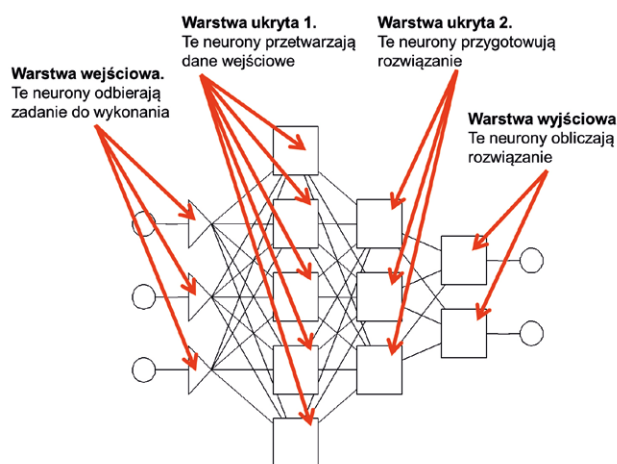 Warstwa ukryta 1.
Te neurony przetwarzają
dane wejściowe
Warstwa ukryta 2.
Te neurony przygotowują
rozwiązanie
Warstwa wejściowa.
Te neurony odbierają
zadanie do wykonania
Warstwa wyjściowa
Te neurony obliczają
rozwiązanie